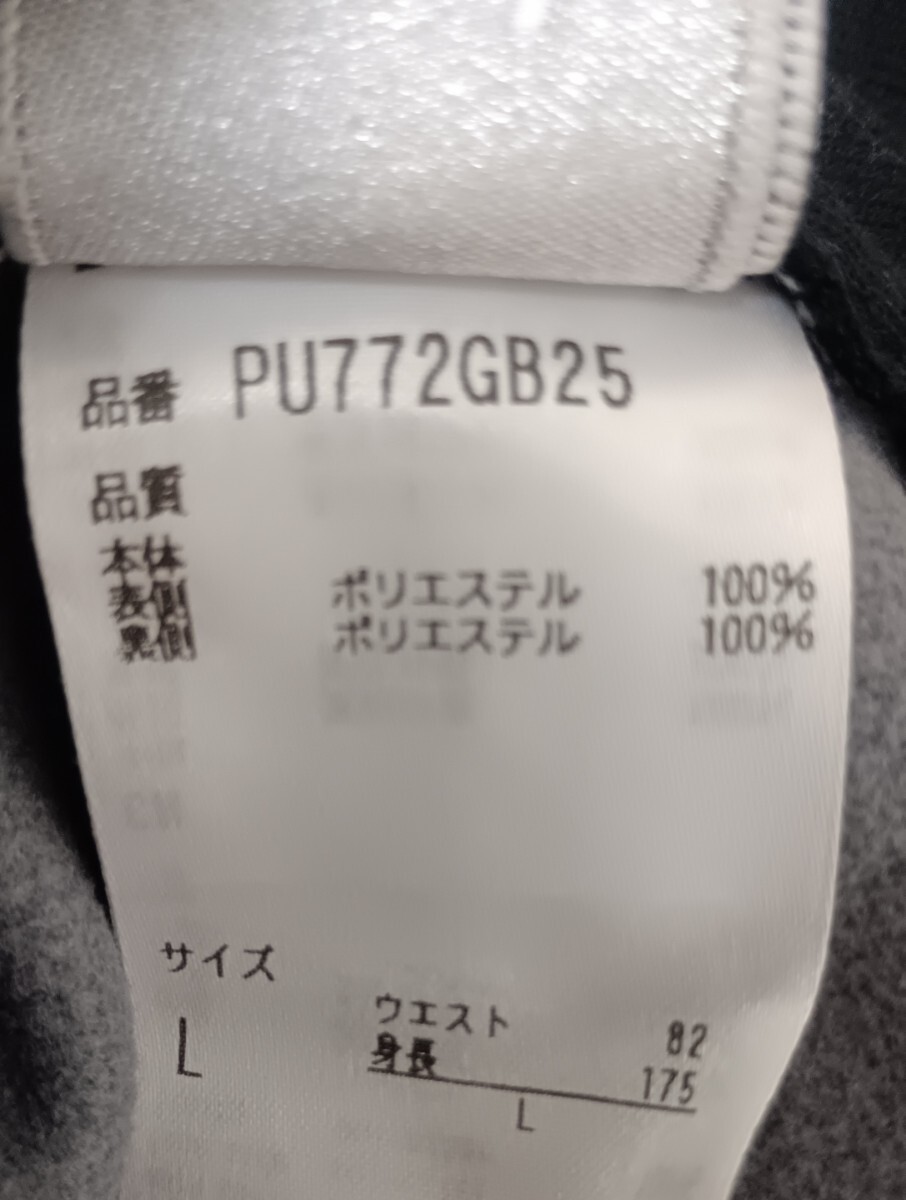 品番 PU772GB25
品質
本体
表側 ポリエステル 100%
裏側 ポリエステル 100%
サイズ
L
ウエスト 82
身長 175
L